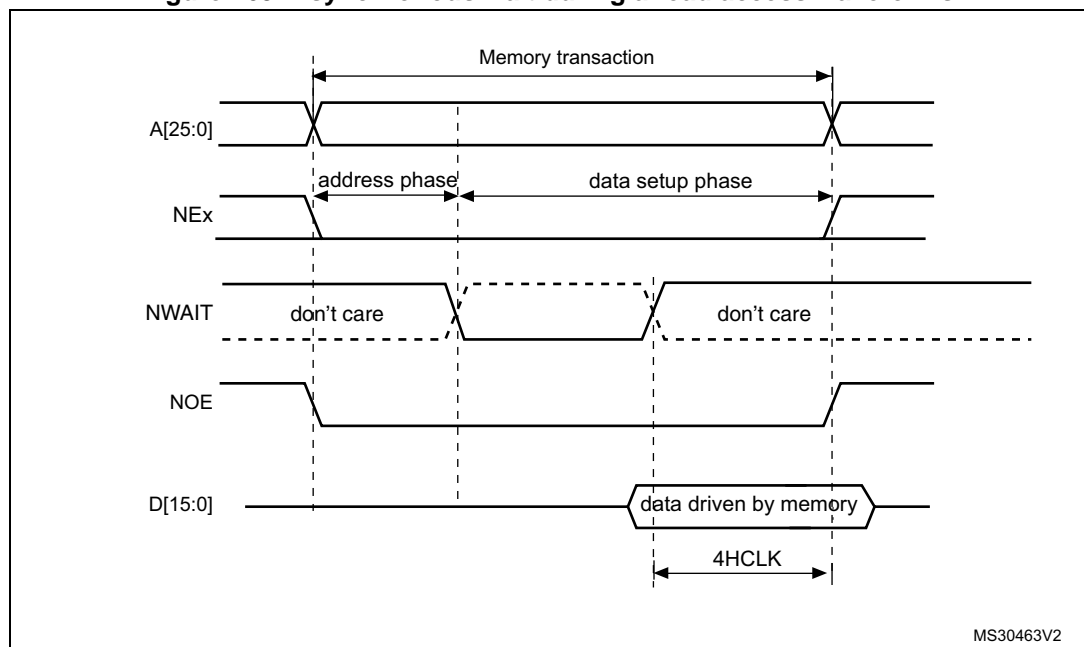 Memory transaction
A[25:0]
address phase
data setup phase
NEx
NWAIT
don't care
don't care
NOE
D[15:0]
data driven by memory
4HCLK
MS30463V2